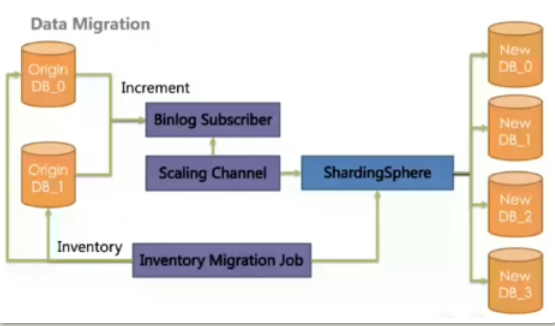 Data Migration
Origin
DB_0
Increment
Binlog Subscriber
Origin
DB_1
Scaling Channel
ShardingSphere
Inventory
Inventory Migration Job
New
DB_0
New
DB_1
New
DB_2
New
DB_3